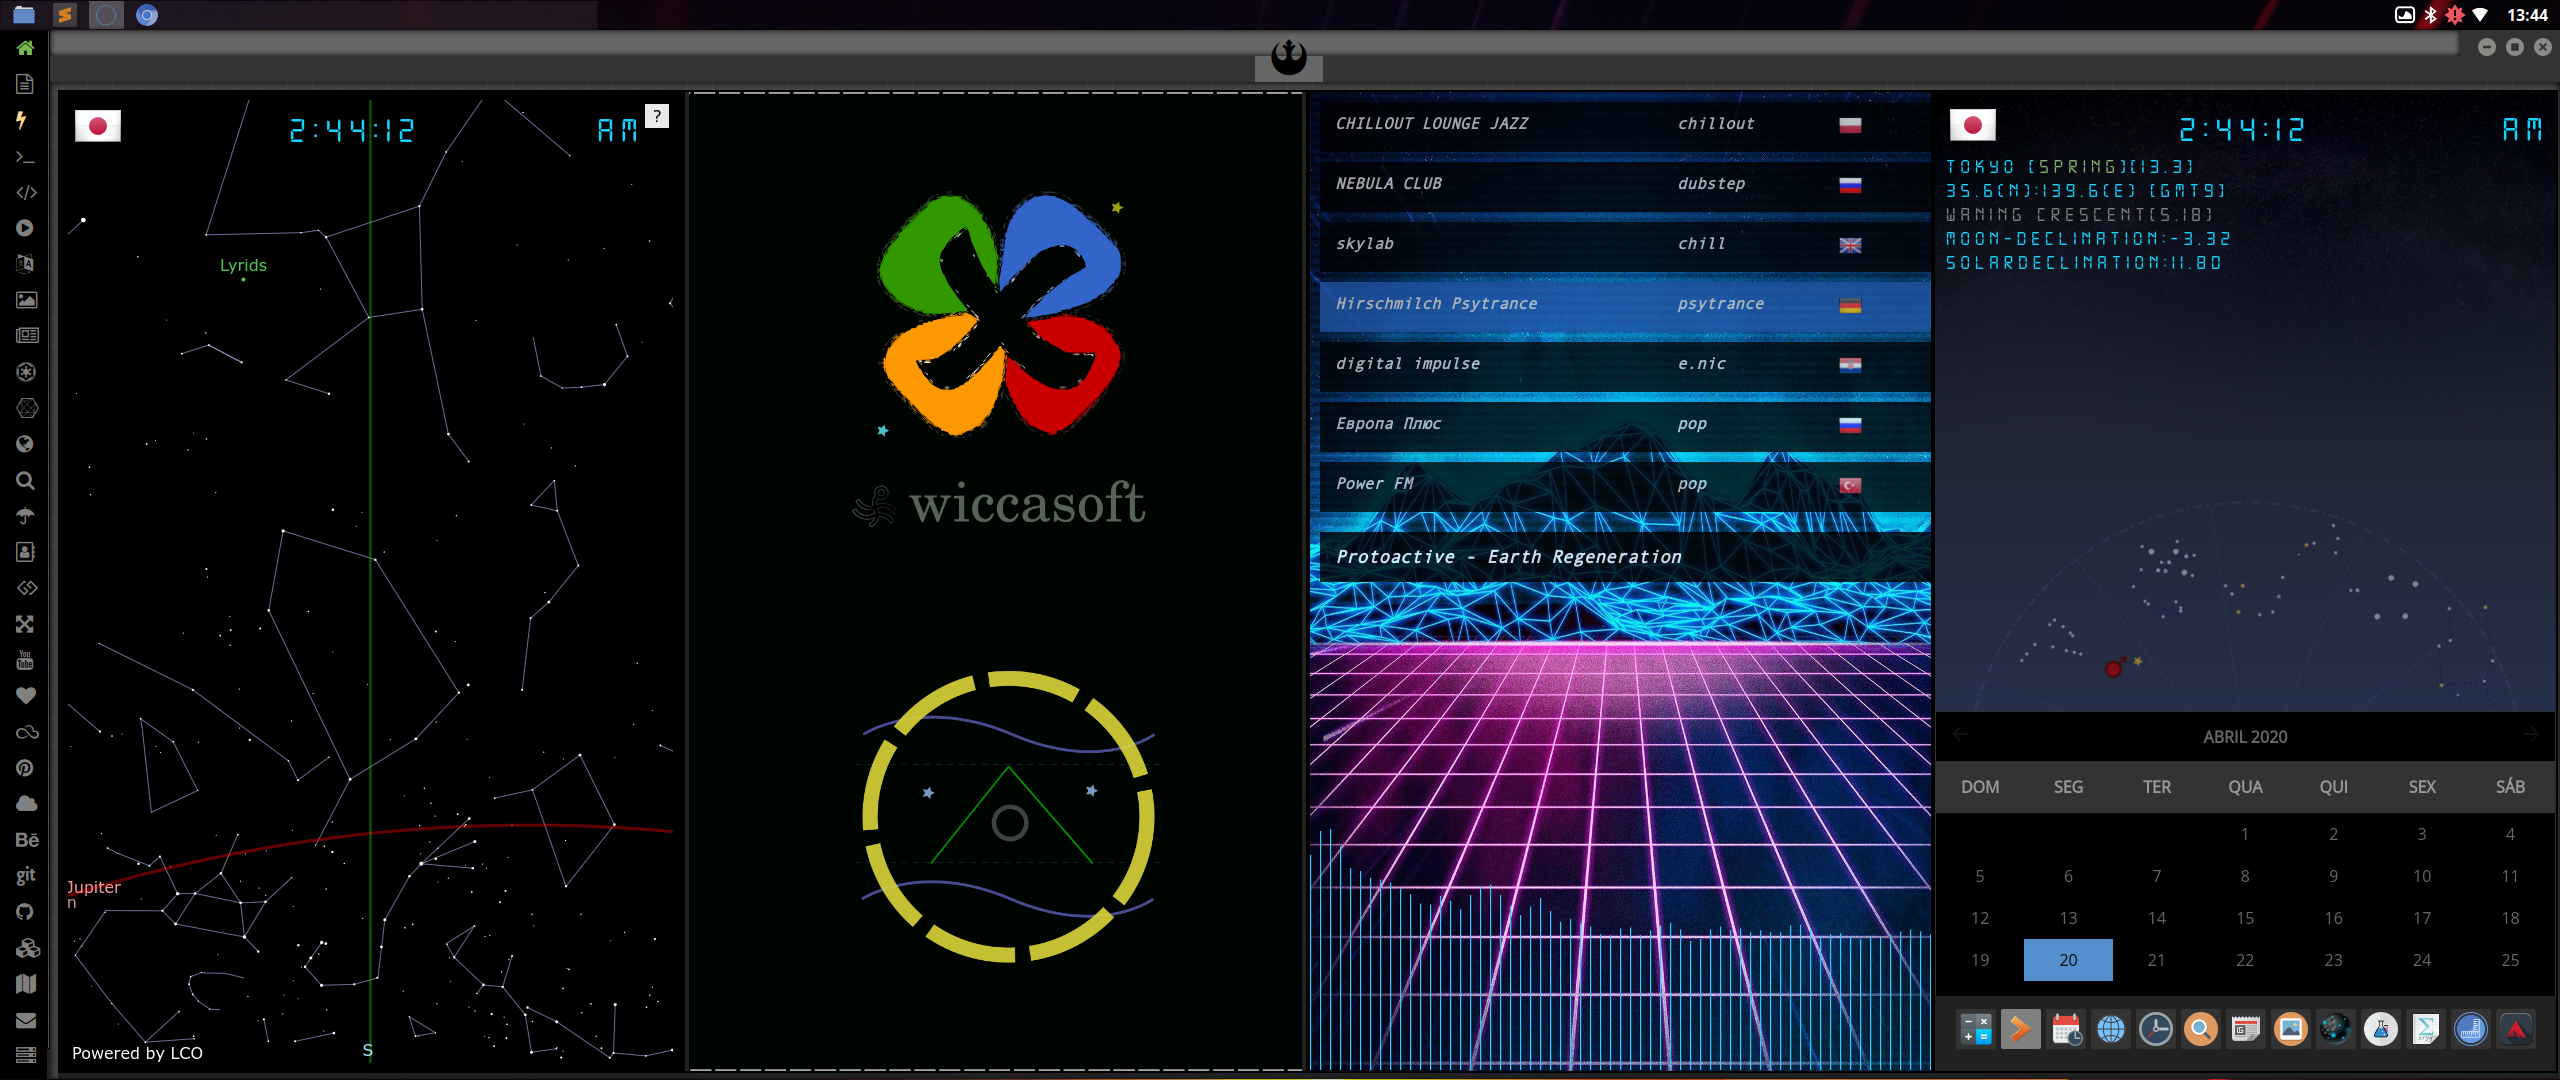 13:44
You
Tube
Bē
git
2:44:12 AM
?
Lyrids
Jupiter
n
Powered by LCO
S
wiccasoft
CHILLOUT LOUNGE JAZZ chillout
NEBULA CLUB dubstep
skylab chill
Hirschmilch Psytrance psytrance
digital impulse e.nic
Европа Плюс pop
Power FM pop
Protoactive - Earth Regeneration
2:44:12 AM
TOKYO [SPRING][13.3]
35.6(N):139.6(E) [GMT9]
WANING CRESCENT[5.18]
MOON-DECLINATION:-3.32
SOLARDECLINATION:11.80
ABRIL 2020
DOM SEG TER QUA QUI SEX SÁB
1 2 3 4
5 6 7 8 9 10 11
12 13 14 15 16 17 18
19 20 21 22 23 24 25